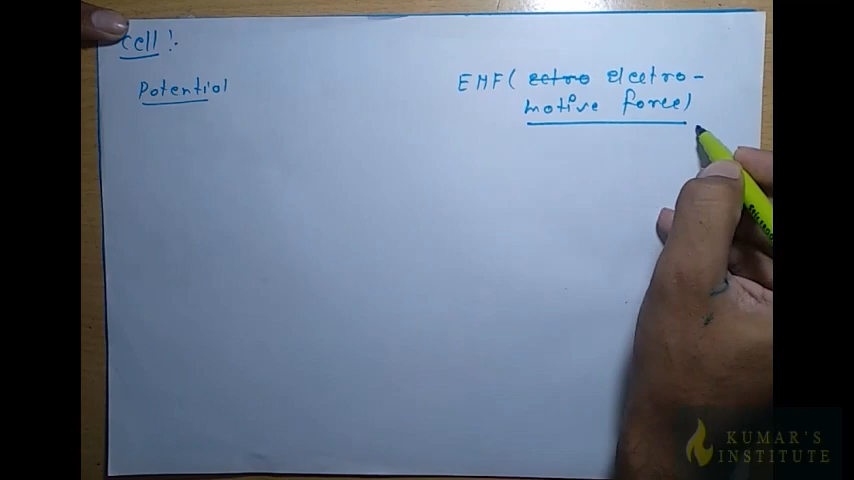 Cell :-
Potential
EMF ( ectro electro-
motive force)
KUMAR'S
INSTITUTE